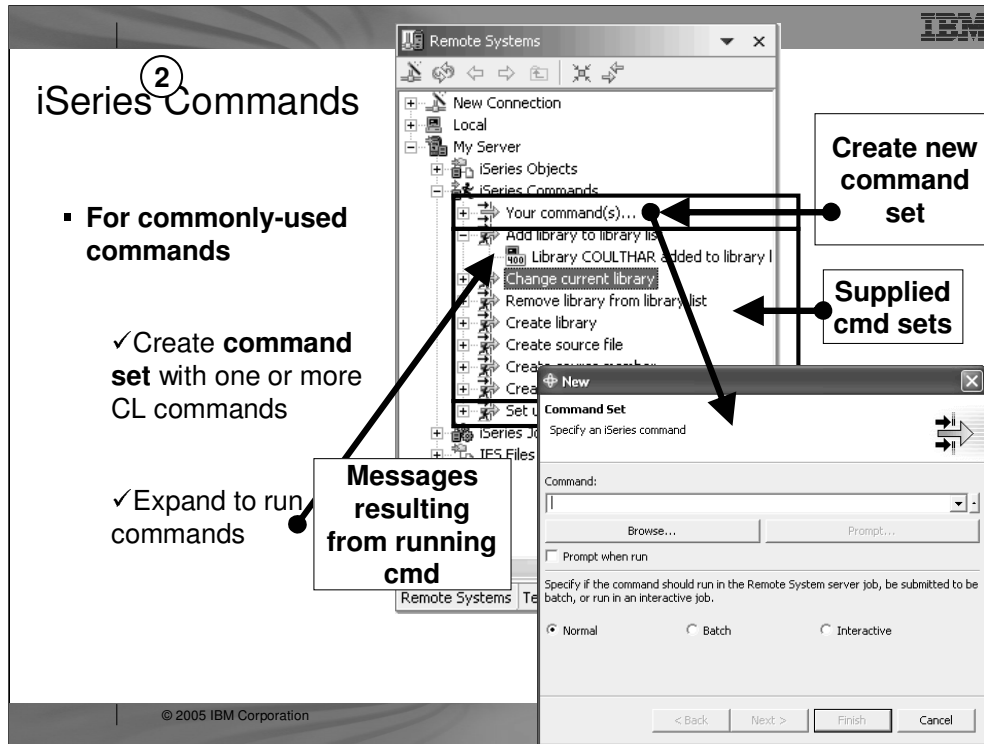 IBM
2
iSeries Commands
▪ For commonly-used
commands
✓Create command
set with one or more
CL commands
✓Expand to run
commands
Remote Systems
New Connection
Local
My Server
iSeries Objects
iSeries Commands
Your command(s)...
Add library to library list
Library COULTHAR added to library l
Change current library
Remove library from library list
Create library
Create source file
Create source member
Crea
Set u
iSeries Jo
IFS Files
Remote Systems Te
Create new
command
set
Supplied
cmd sets
Messages
resulting
from running
cmd
New
Command Set
Specify an iSeries command
Command:
Browse...
Prompt...
Prompt when run
Specify if the command should run in the Remote System server job, be submitted to be
batch, or run in an interactive job.
Normal
Batch
Interactive
< Back
Next >
Finish
Cancel
© 2005 IBM Corporation